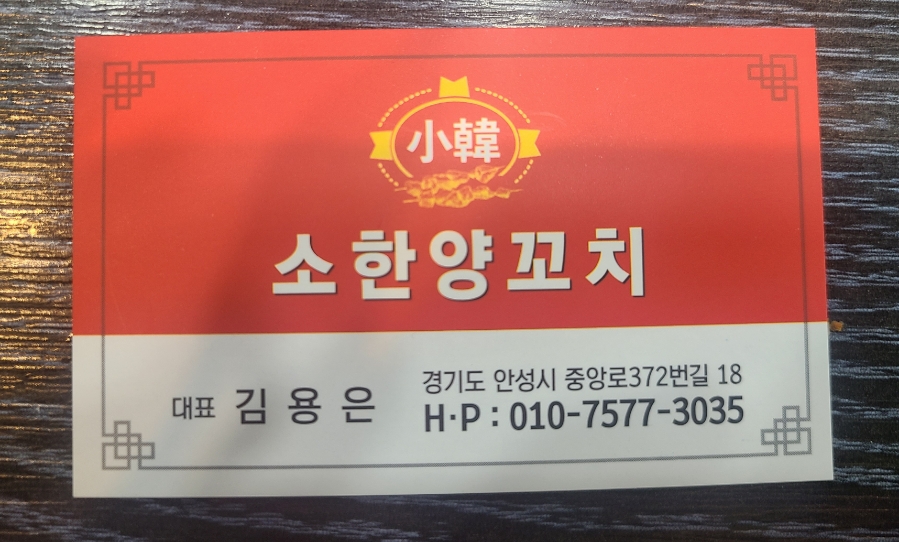 小韓
소한양꼬치
대표 김용은
경기도 안성시 중앙로372번길 18
H·P : 010-7577-3035